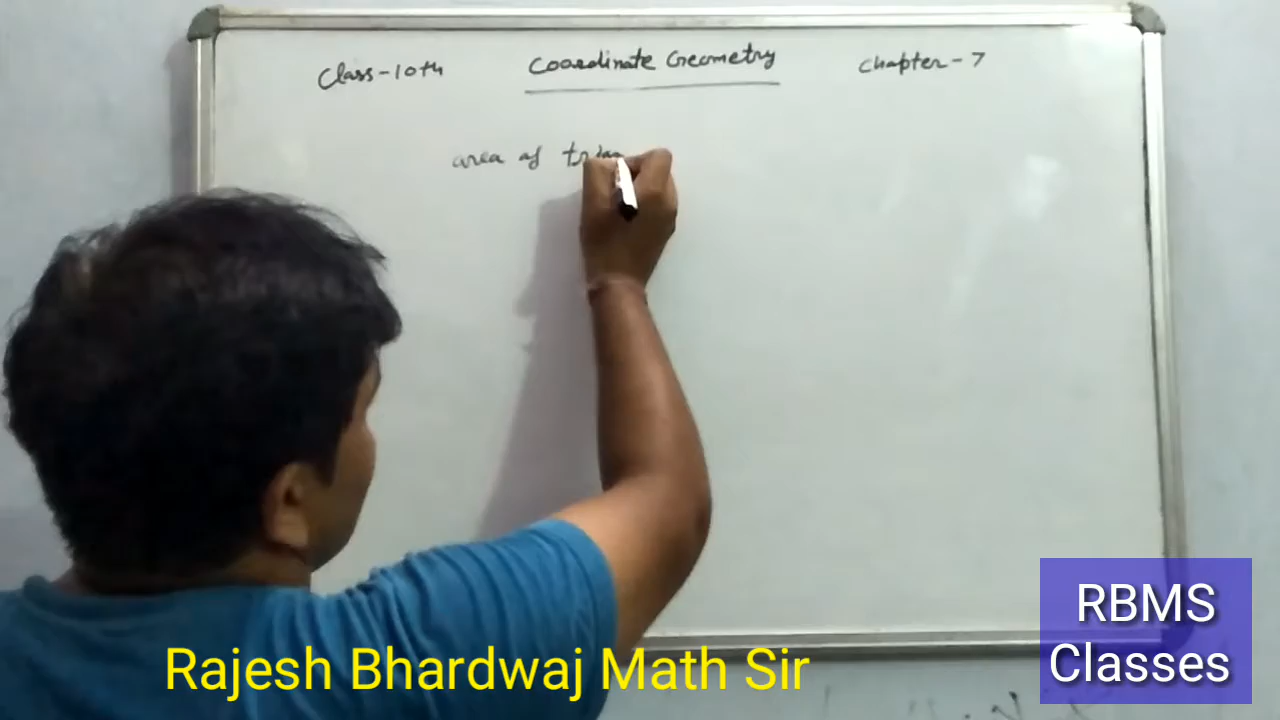 Class-10th Coordinate Geometry Chapter-7
area of
Rajesh Bhardwaj Math Sir
RBMS
Classes